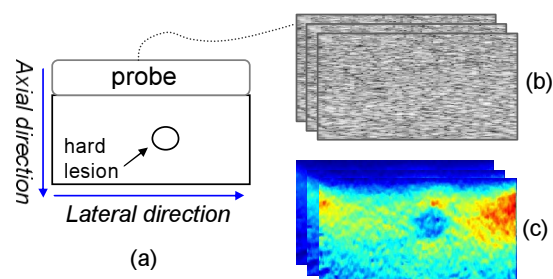 probe
Axial direction
hard
lesion
Lateral direction
(a)
(b)
(c)